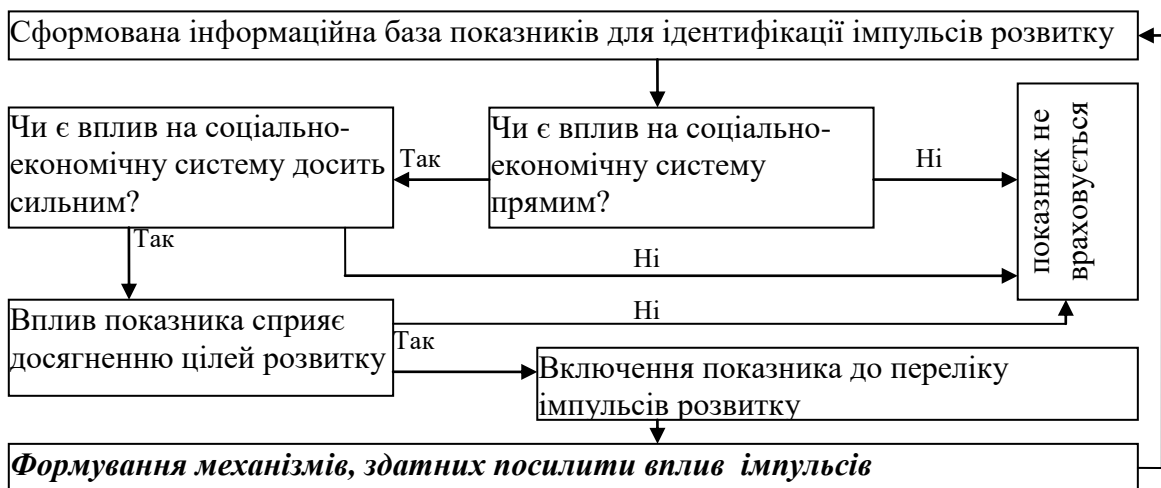 Сформована інформаційна база показників для ідентифікації імпульсів розвитку
Чи є вплив на соціально-
економічну систему досить
сильним?
Так
Чи є вплив на соціально-
економічну систему
прямим?
Ні
показник не
враховується
Так
Ні
Вплив показника сприяє
досягненню цілей розвитку
Ні
Так
Включення показника до переліку
імпульсів розвитку
Формування механізмів, здатних посилити вплив імпульсів